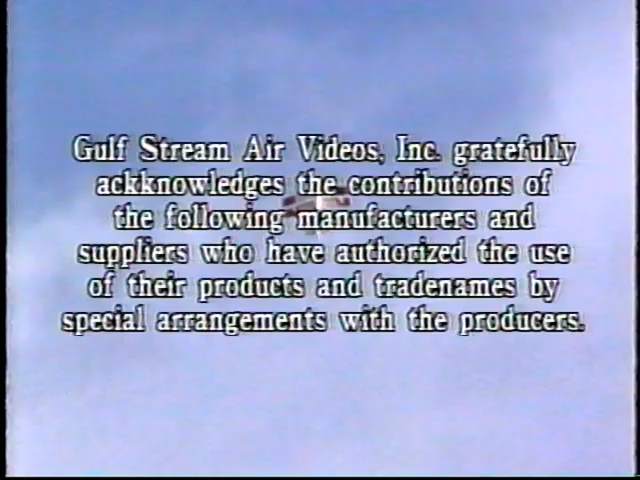 Gulf Stream Air Videos, Inc. gratefully
ackknowledges the contributions of
the following manufacturers and
suppliers who have authorized the use
of their products and tradenames by
special arrangements with the producers.